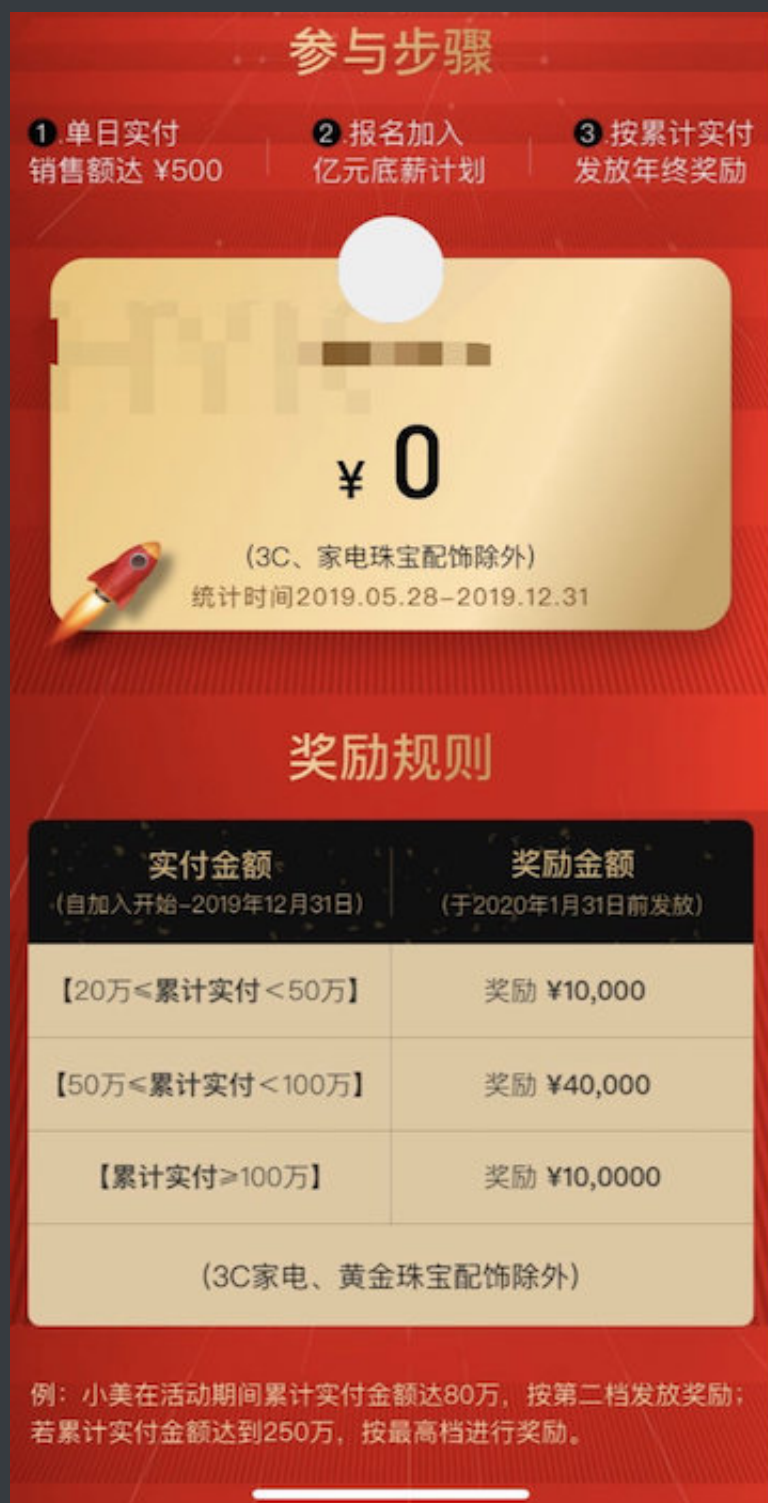 参与步骤
1.单日实付
销售额达 ¥500
2.报名加入
亿元底薪计划
3.按累计实付
发放年终奖励
¥ 0
（3C、家电珠宝配饰除外）
统计时间2019.05.28-2019.12.31
奖励规则
实付金额
（自加入开始-2019年12月31日）
奖励金额
（于2020年1月31日前发放）
【20万≤累计实付＜50万】
奖励 ¥10,000
【50万≤累计实付＜100万】
奖励 ¥40,000
【累计实付≥100万】
奖励 ¥10,0000
（3C家电、黄金珠宝配饰除外）
例：小美在活动期间累计实付金额达80万，按第二档发放奖励；
若累计实付金额达到250万，按最高档进行奖励。